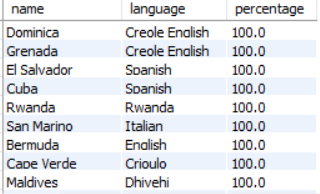 name language percentage
Dominica Creole English 100.0
Grenada Creole English 100.0
El Salvador Spanish 100.0
Cuba Spanish 100.0
Rwanda Rwanda 100.0
San Marino Italian 100.0
Bermuda English 100.0
Cape Verde Crioulo 100.0
Maldives Dhivehi 100.0